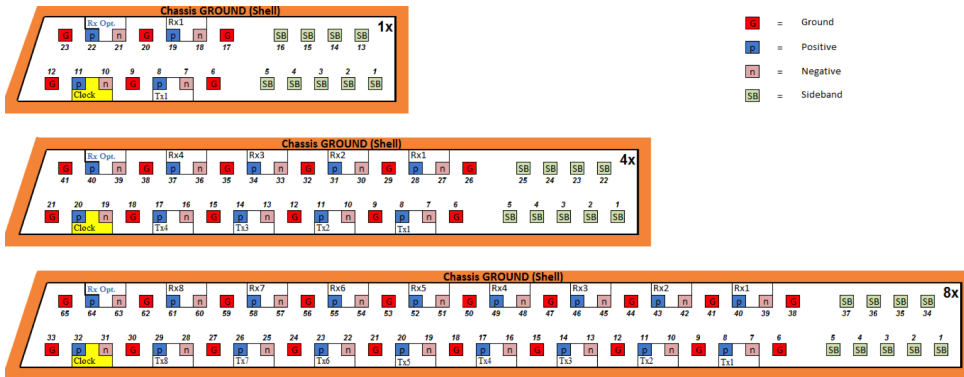 Chassis GROUND (Shell)
1x
Rx Opt. Rx1
G p n G p n G SB SB SB SB
23 22 21 20 19 18 17 16 15 14 13
12 11 10 9 8 7 6 5 4 3 2 1
G p n G p n G SB SB SB SB SB
Clock Tx1
G = Ground
p = Positive
n = Negative
SB = Sideband
Chassis GROUND (Shell)
4x
Rx Opt. Rx4 Rx3 Rx2 Rx1
G p n G p n G p n G p n G p n G SB SB SB SB
41 40 39 38 37 36 35 34 33 32 31 30 29 28 27 26 25 24 23 22
21 20 19 18 17 16 15 14 13 12 11 10 9 8 7 6 5 4 3 2 1
G p n G p n G p n G p n G p n G SB SB SB SB SB
Clock Tx4 Tx3 Tx2 Tx1
Chassis GROUND (Shell)
8x
Rx Opt. Rx8 Rx7 Rx6 Rx5 Rx4 Rx3 Rx2 Rx1
G p n G p n G p n G p n G p n G p n G p n G p n G p n G SB SB SB SB
65 64 63 62 61 60 59 58 57 56 55 54 53 52 51 50 49 48 47 46 45 44 43 42 41 40 39 38 37 36 35 34
33 32 31 30 29 28 27 26 25 24 23 22 21 20 19 18 17 16 15 14 13 12 11 10 9 8 7 6 5 4 3 2 1
G p n G p n G p n G p n G p n G p n G p n G p n G p n G SB SB SB SB SB
Clock Tx8 Tx7 Tx6 Tx5 Tx4 Tx3 Tx2 Tx1